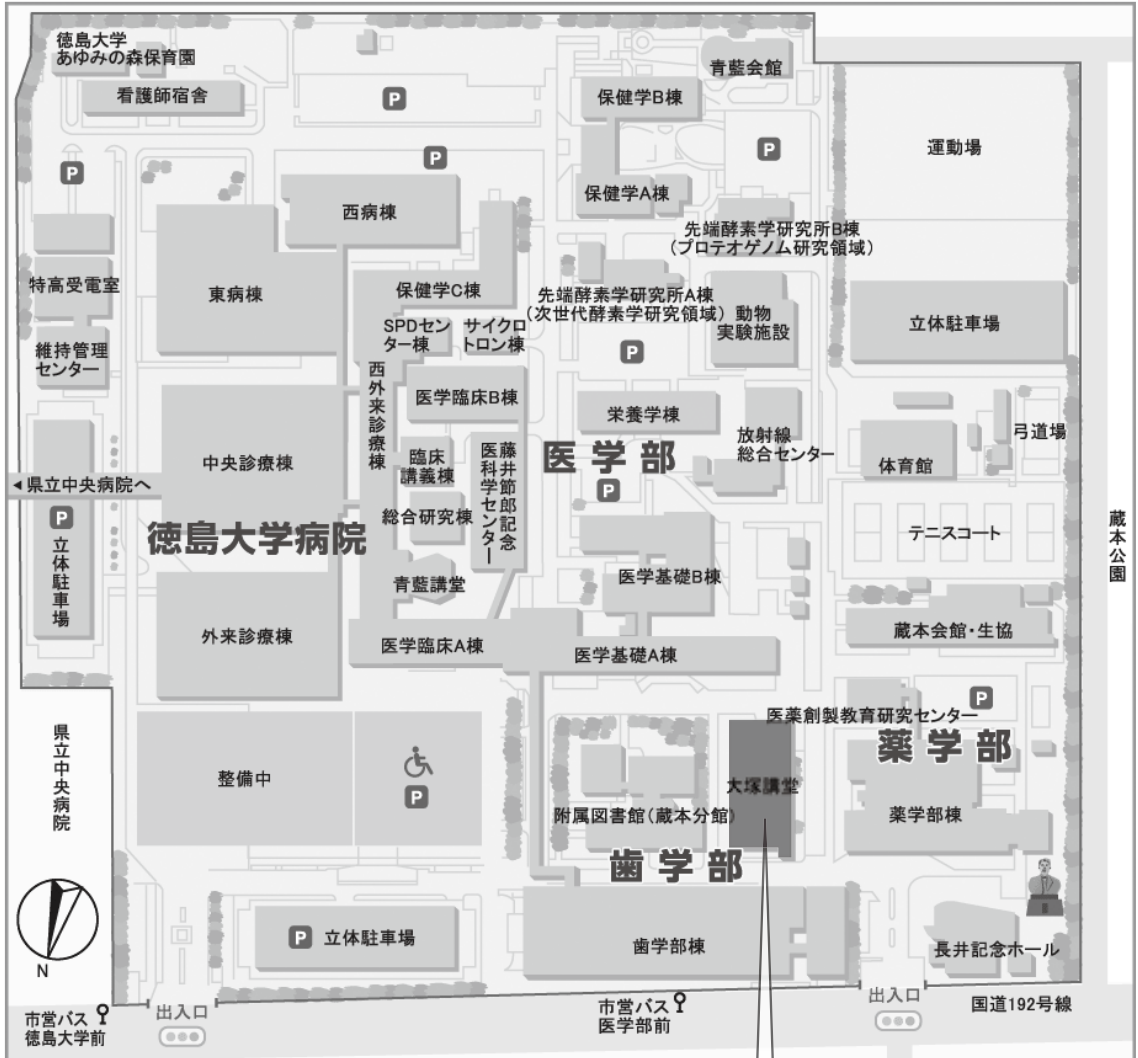 徳島大学
あゆみの森保育園
看護師宿舎
P
P
P
青藍会館
保健学B棟
P
運動場
保健学A棟
西病棟
先端酵素学研究所B棟
(プロテオゲノム研究領域)
特高受電室
東病棟
保健学C棟
先端酵素学研究所A棟
(次世代酵素学研究領域)
動物
実験施設
立体駐車場
SPDセン
ター棟
サイクロ
トロン棟
P
維持管理
センター
西外来診療棟
医学臨床B棟
栄養学棟
放射線
総合センター
弓道場
体育館
中央診療棟
臨床
講義棟
藤井節郎記念
医科学センター
医学部
P
◀県立中央病院へ
P
立体駐車場
徳島大学病院
総合研究棟
テニスコート
蔵本公園
青藍講堂
医学基礎B棟
外来診療棟
医学臨床A棟
医学基礎A棟
蔵本会館・生協
P
医薬創製教育研究センター
薬学部
県立中央病院
整備中
P
大塚講堂
附属図書館(蔵本分館)
薬学部棟
歯学部
N
P
立体駐車場
歯学部棟
長井記念ホール
市営バス
徳島大学前
出入口
市営バス
医学部前
出入口
国道192号線